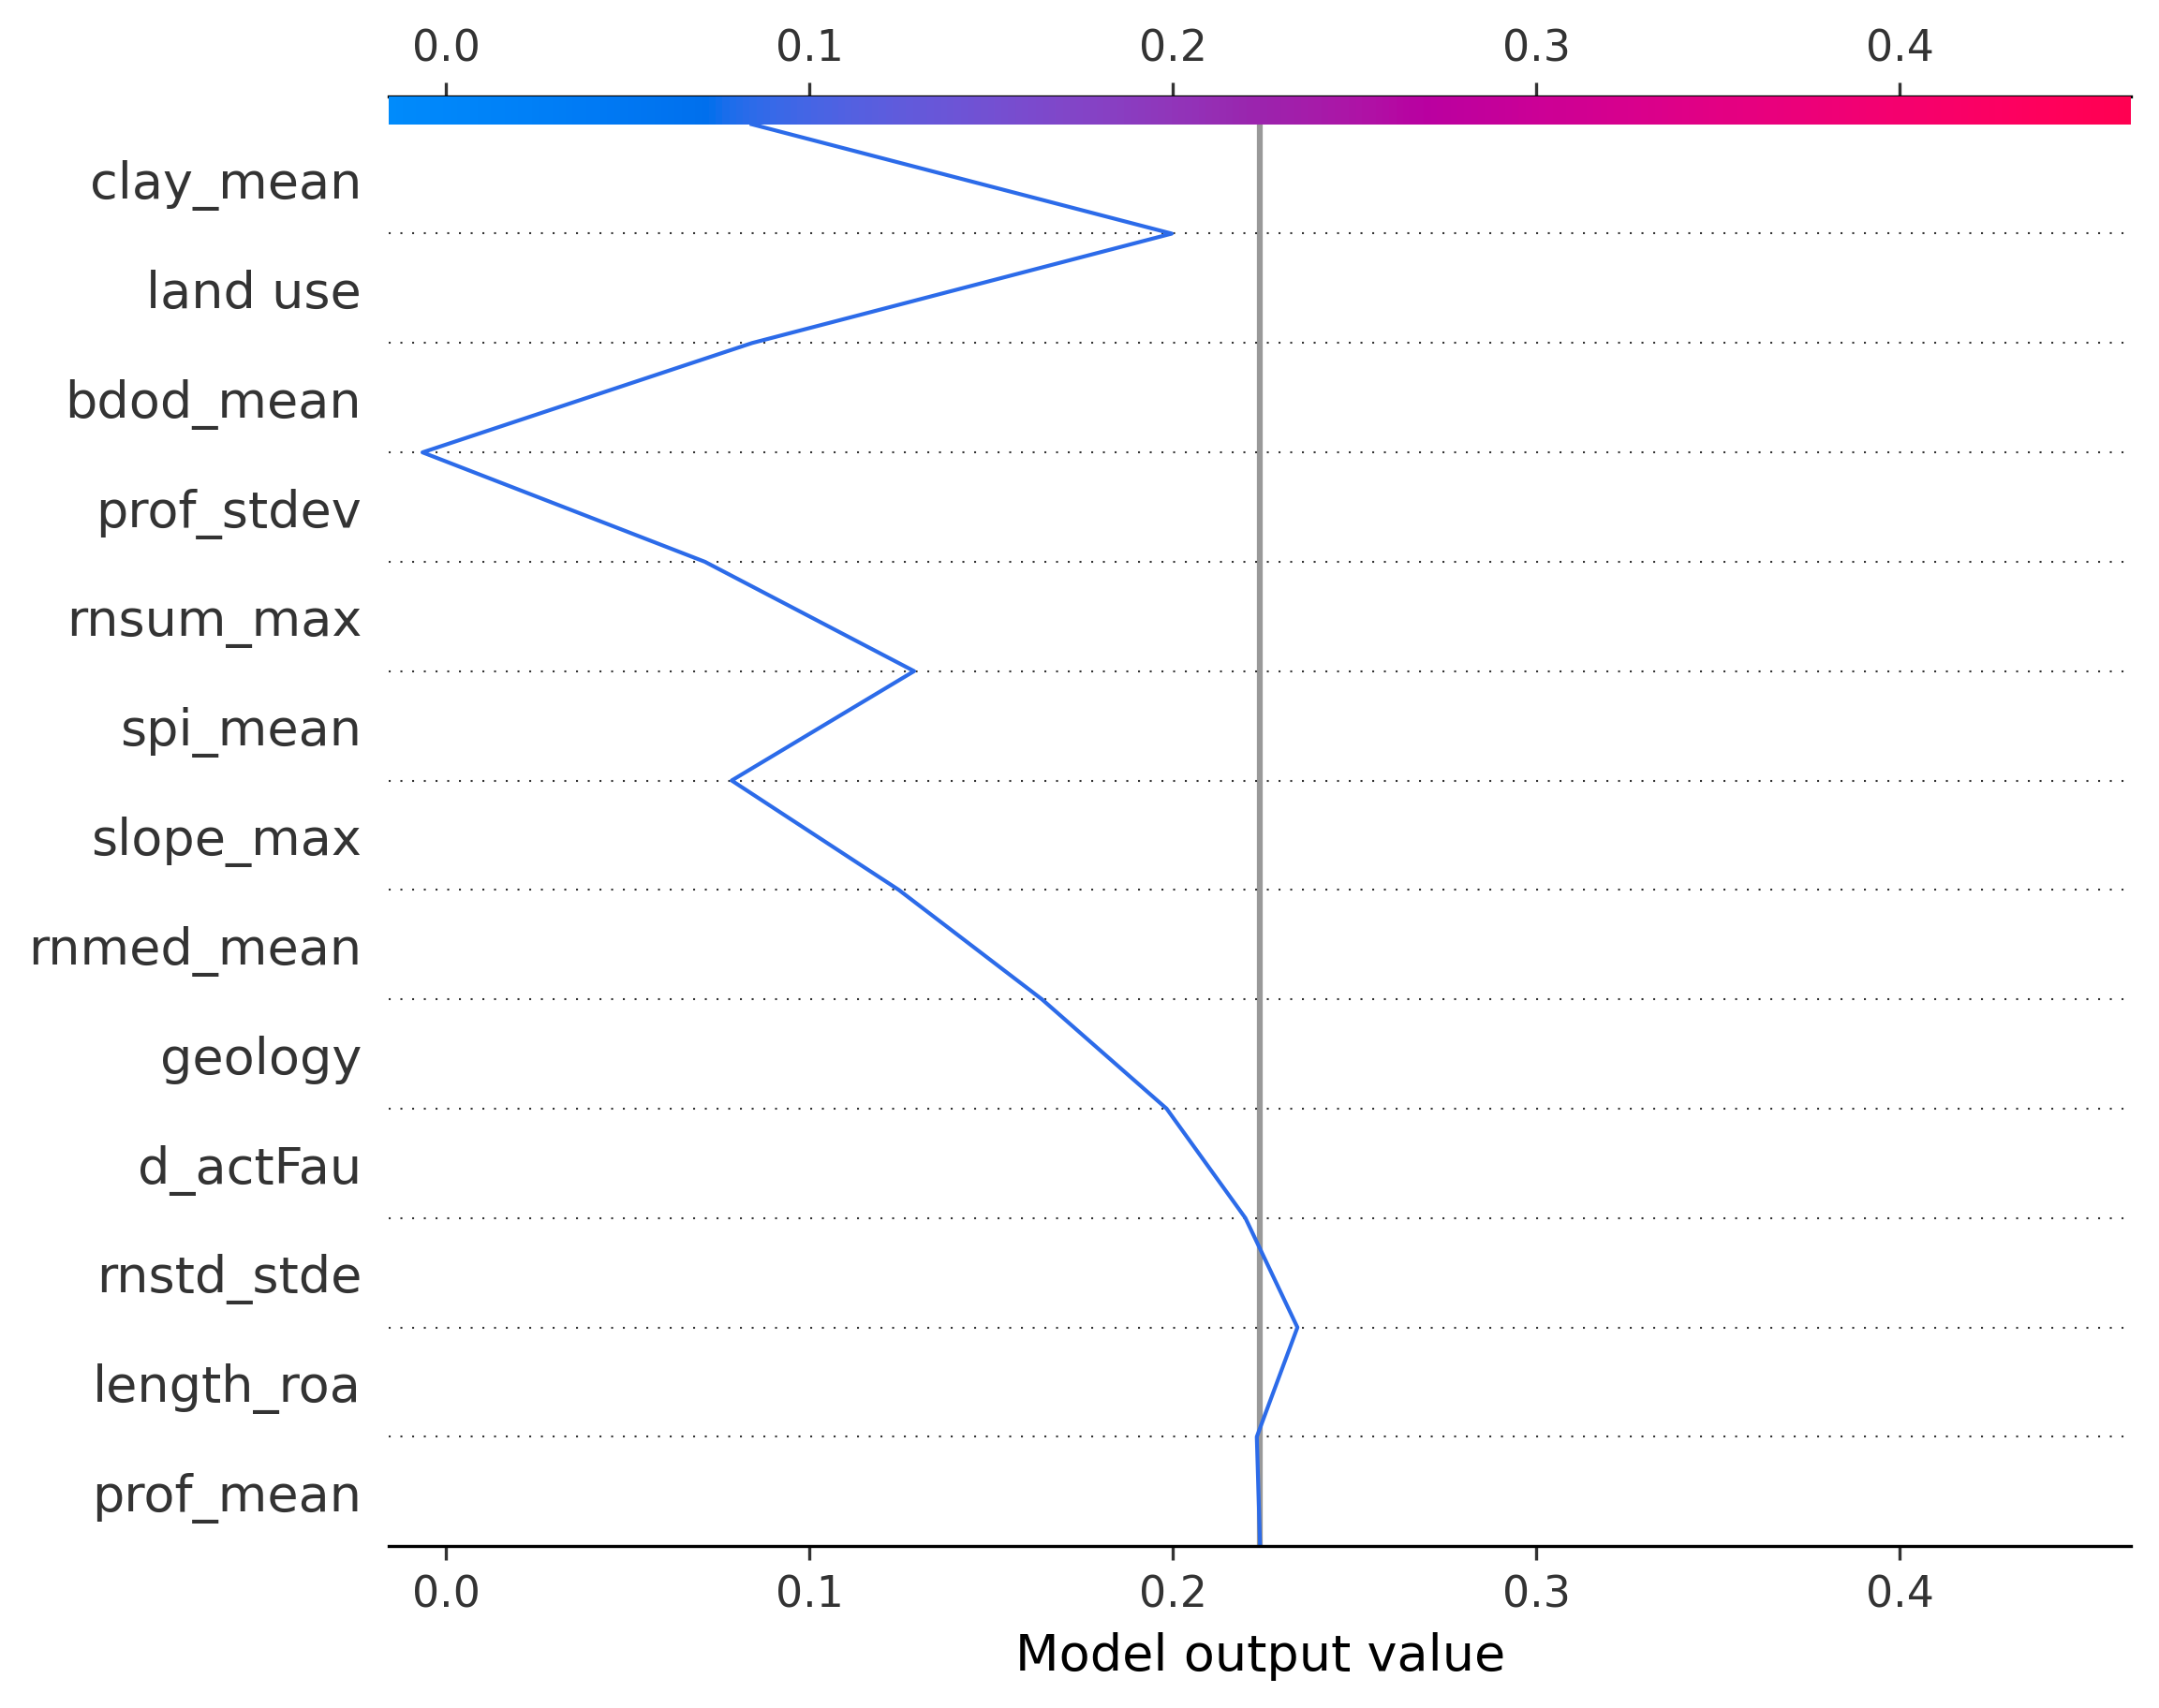 0.0 0.1 0.2 0.3 0.4
clay_mean
land use
bdod_mean
prof_stdev
rnsum_max
spi_mean
slope_max
rnmed_mean
geology
d_actFau
rnstd_stde
length_roa
prof_mean
0.0 0.1 0.2 0.3 0.4
Model output value